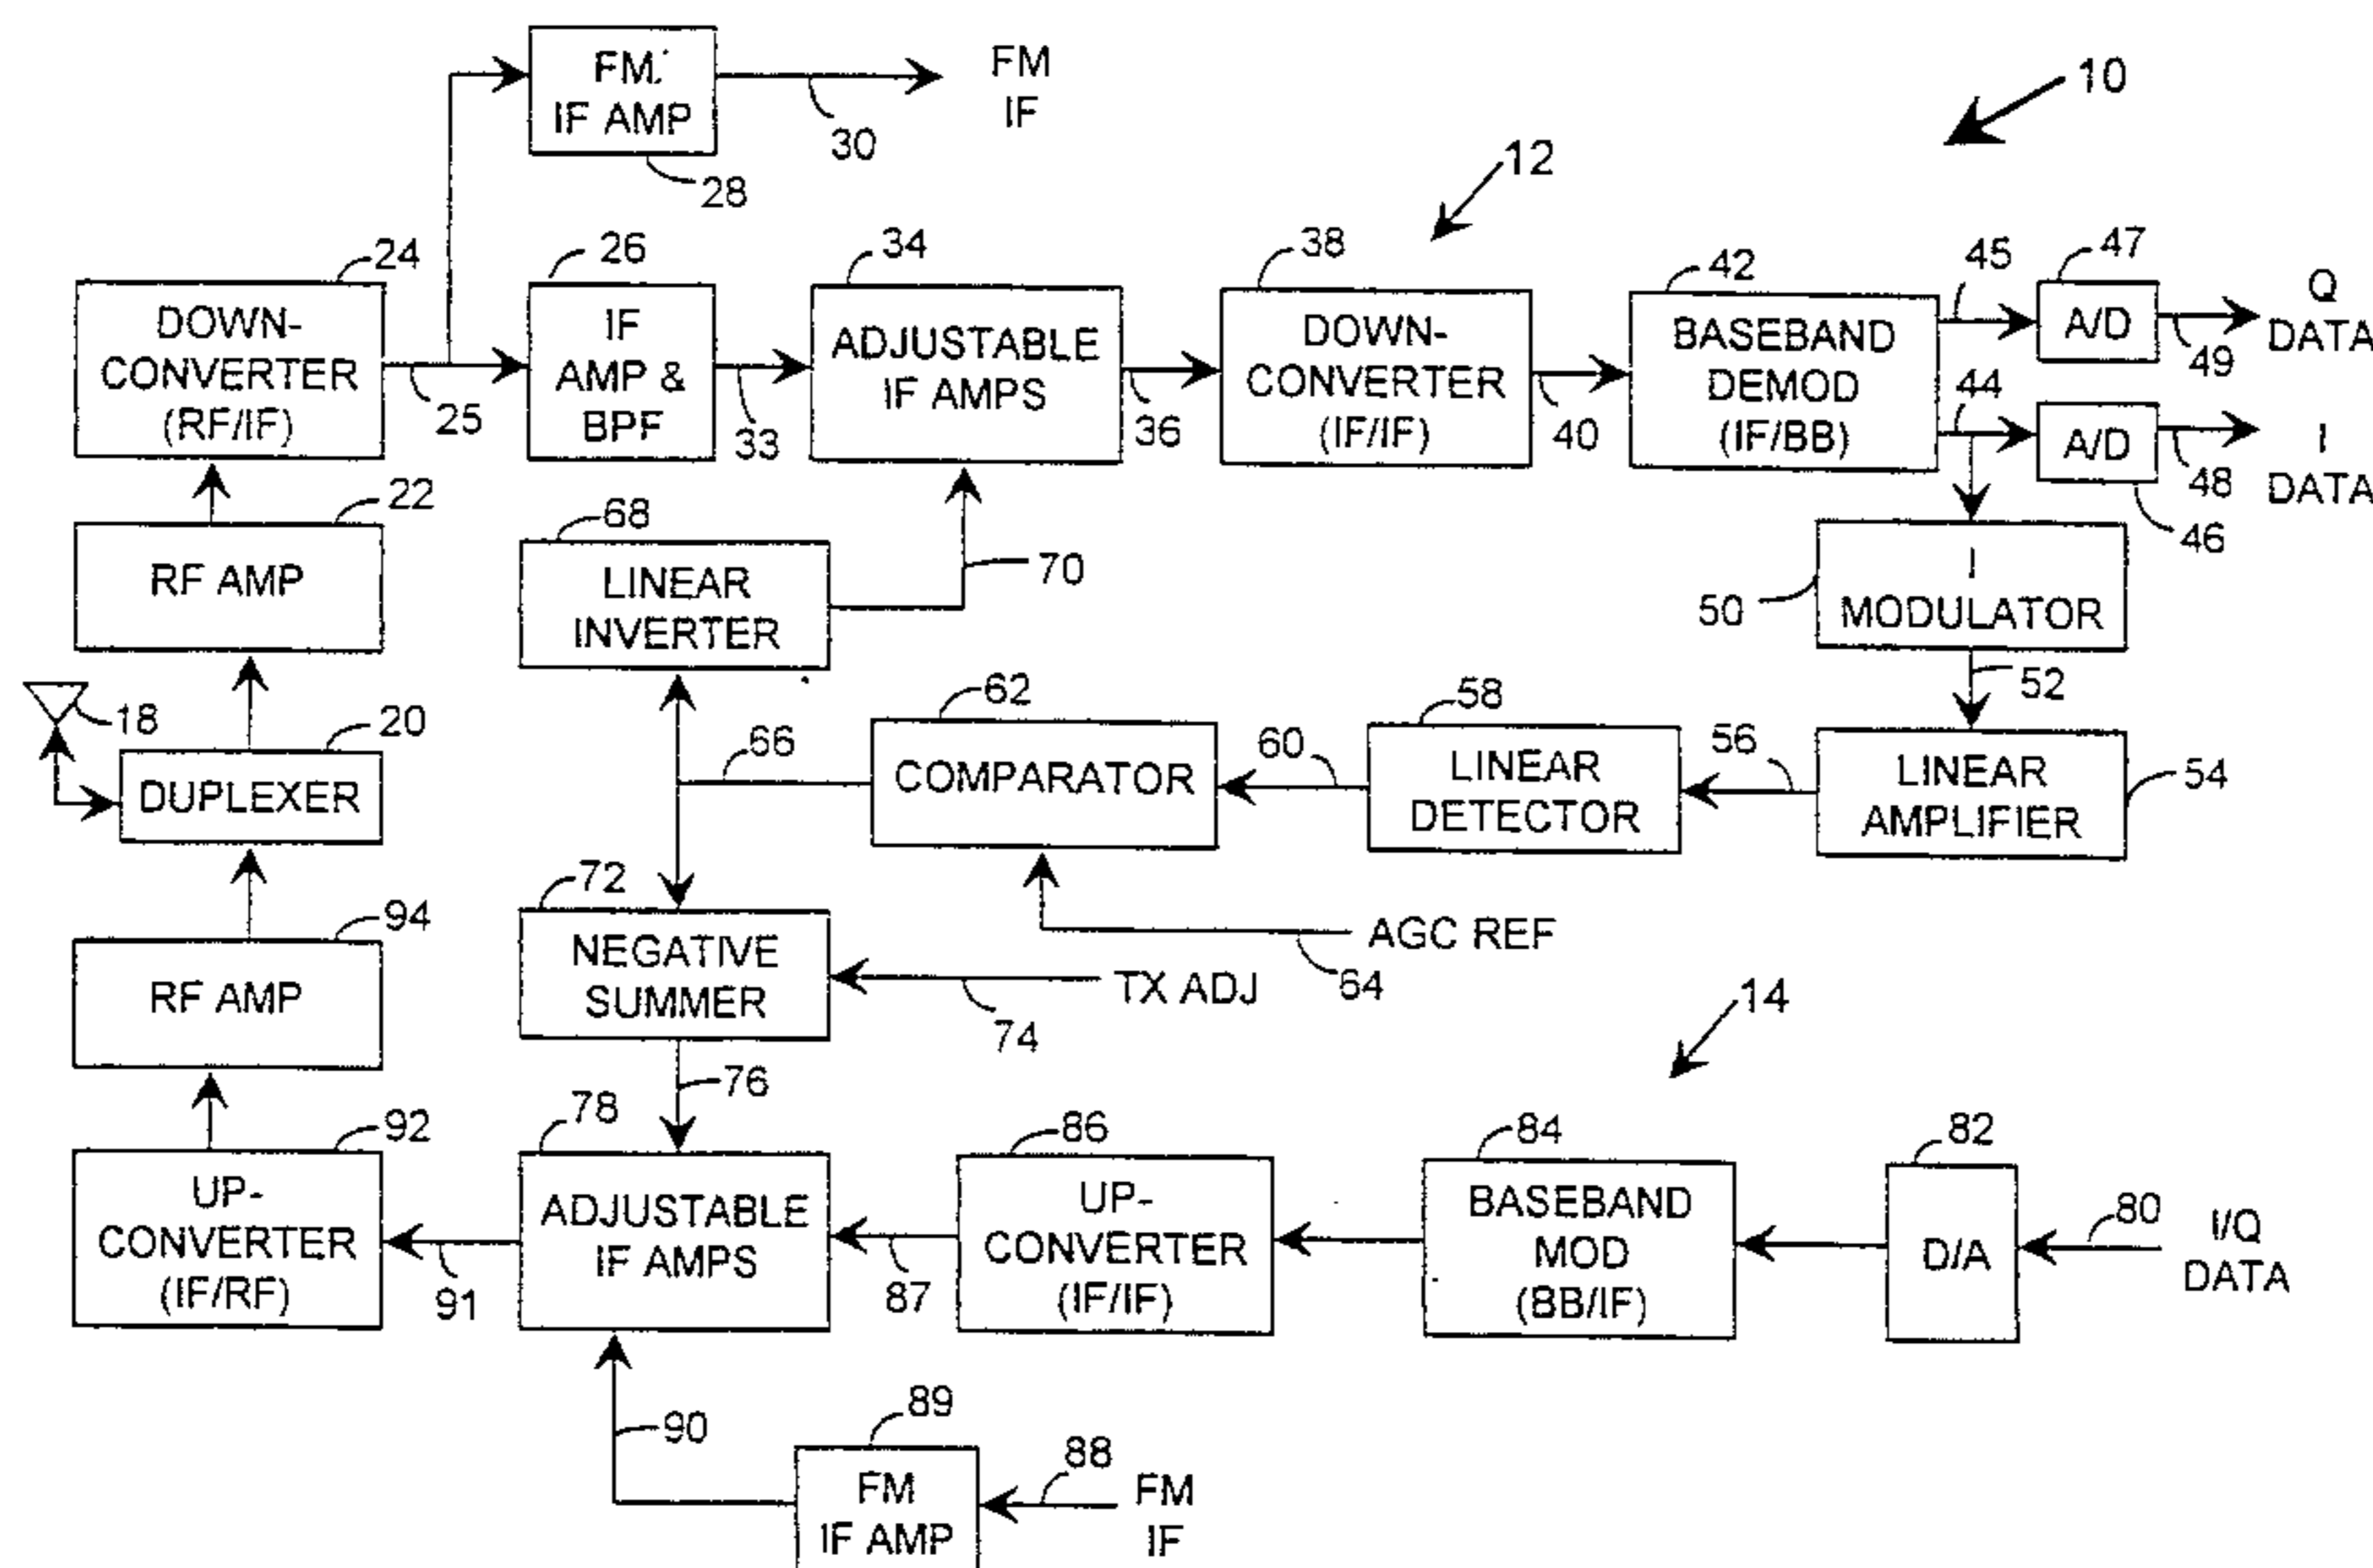 FM
IF AMP
FM
IF
30
28
10
12
24
26
34
38
42
45
47
DOWN-
CONVERTER
(RF/IF)
25
IF
AMP &
BPF
33
ADJUSTABLE
IF AMPS
36
DOWN-
CONVERTER
(IF/IF)
40
BASEBAND
DEMOD
(IF/BB)
44
A/D
49
Q
DATA
A/D
48
I
DATA
46
22
RF AMP
68
LINEAR
INVERTER
70
50
I
MODULATOR
52
18
20
DUPLEXER
66
62
COMPARATOR
60
58
LINEAR
DETECTOR
56
LINEAR
AMPLIFIER
54
94
RF AMP
72
NEGATIVE
SUMMER
AGC REF
64
TX ADJ
74
14
76
92
UP-
CONVERTER
(IF/RF)
91
78
ADJUSTABLE
IF AMPS
87
86
UP-
CONVERTER
(IF/IF)
84
BASEBAND
MOD
(BB/IF)
82
D/A
80
I/Q
DATA
90
89
FM
IF AMP
88
FM
IF